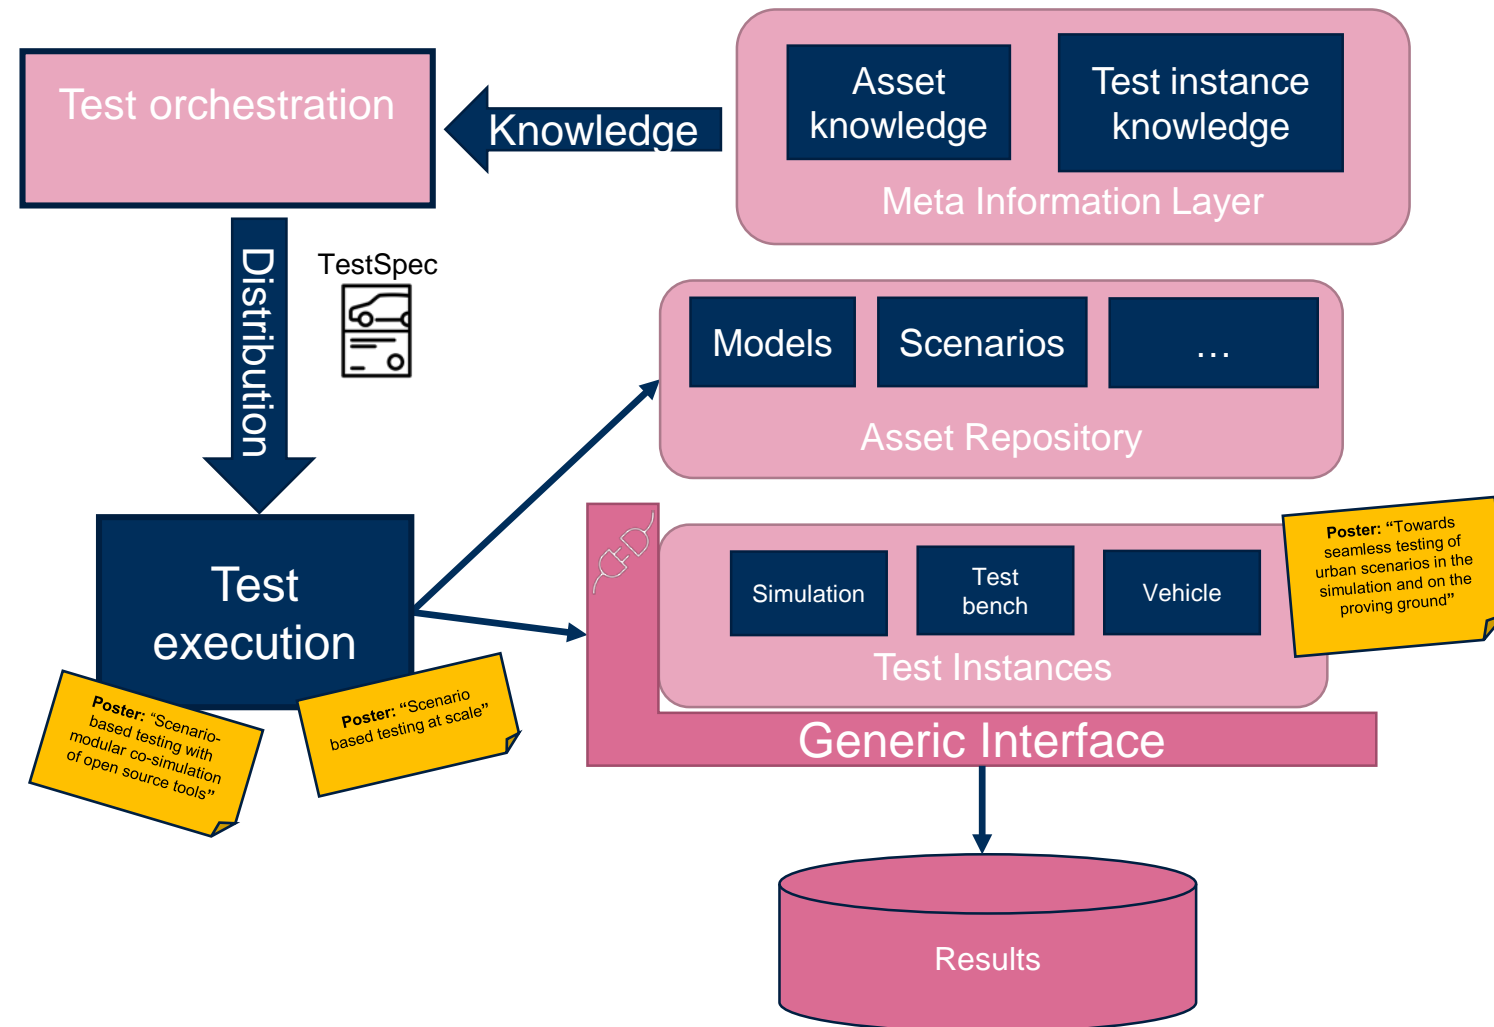 Test orchestration
Knowledge
Asset
knowledge
Test instance
knowledge
Meta Information Layer
Distribution
TestSpec
Models
Scenarios
...
Asset Repository
Test
execution
Simulation
Test
bench
Vehicle
Test Instances
Generic Interface
Poster: “Towards
seamless testing of
urban scenarios in the
simulation and on the
proving ground”
Poster: “Scenario-
based testing with
modular co-simulation
of open source tools”
Poster: “Scenario
based testing at scale”
Results